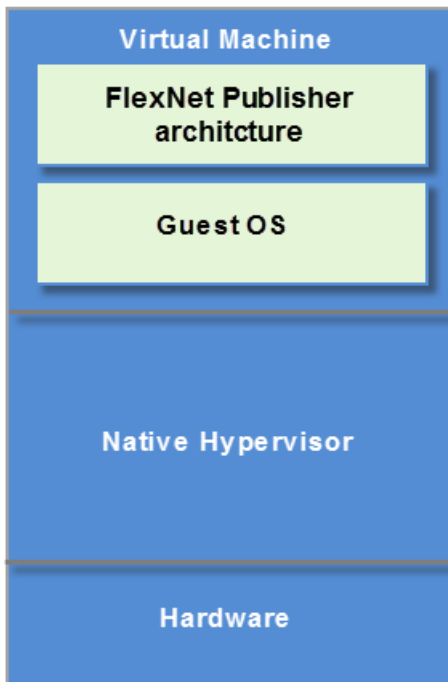 Virtual Machine
FlexNet Publisher
architcture
Guest OS
Native Hypervisor
Hardware